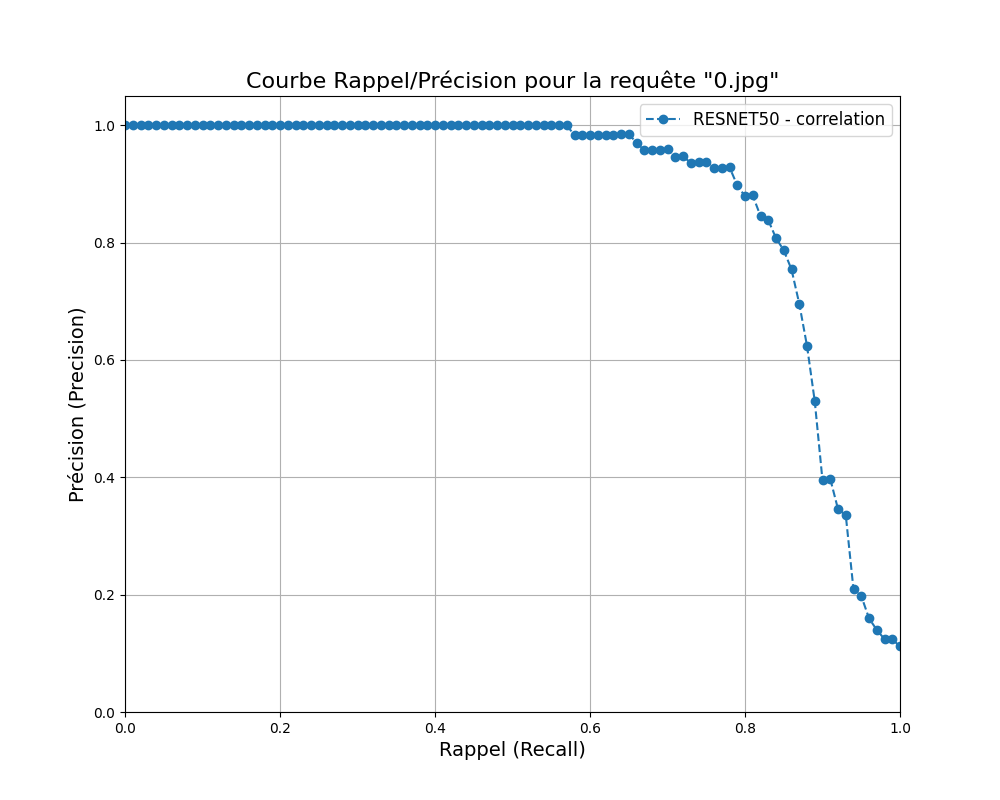 Courbe Rappel/Précision pour la requête "0.jpg"
RESNET50 - correlation
1.0
0.8
0.6
0.4
0.2
0.0
Précision (Precision)
0.0 0.2 0.4 0.6 0.8 1.0
Rappel (Recall)